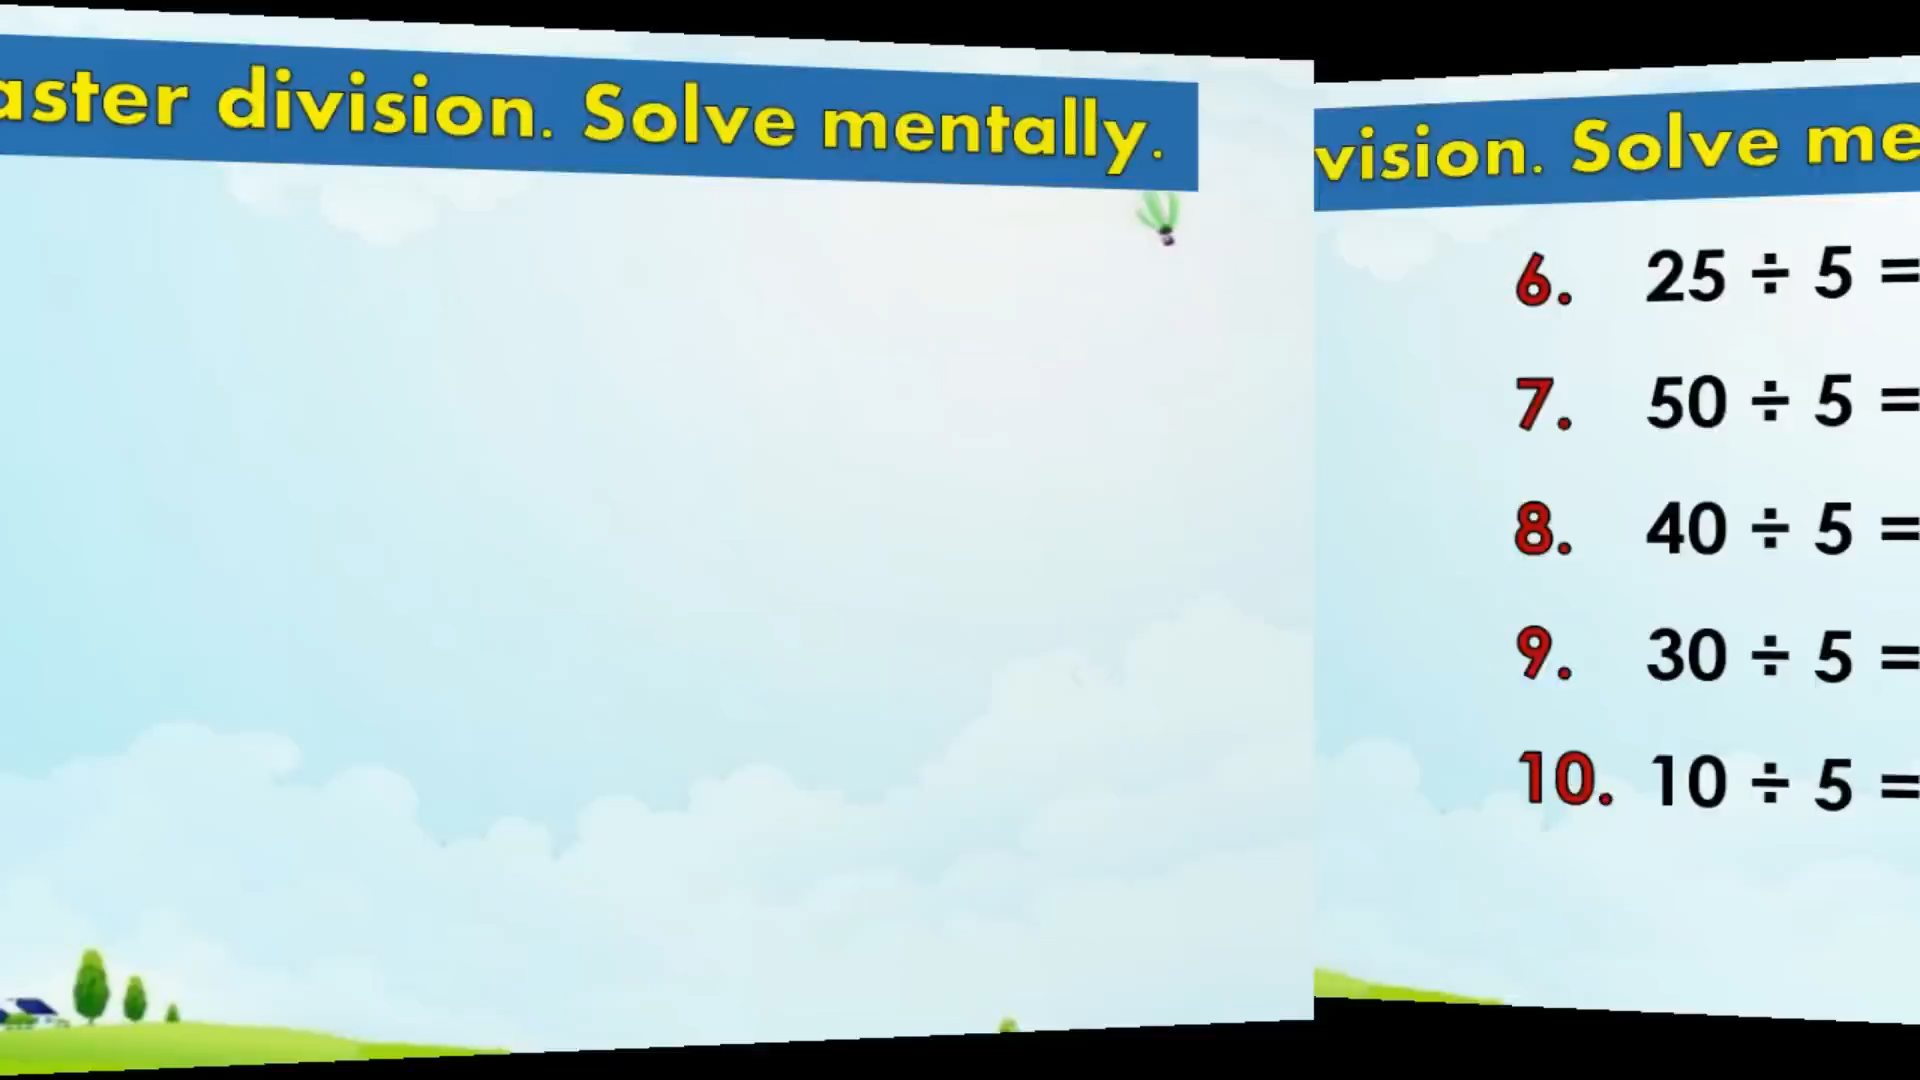 aster division. Solve mentally.
vision. Solve me
6. 25 ÷ 5 =
7. 50 ÷ 5 =
8. 40 ÷ 5 =
9. 30 ÷ 5 =
10. 10 ÷ 5 =